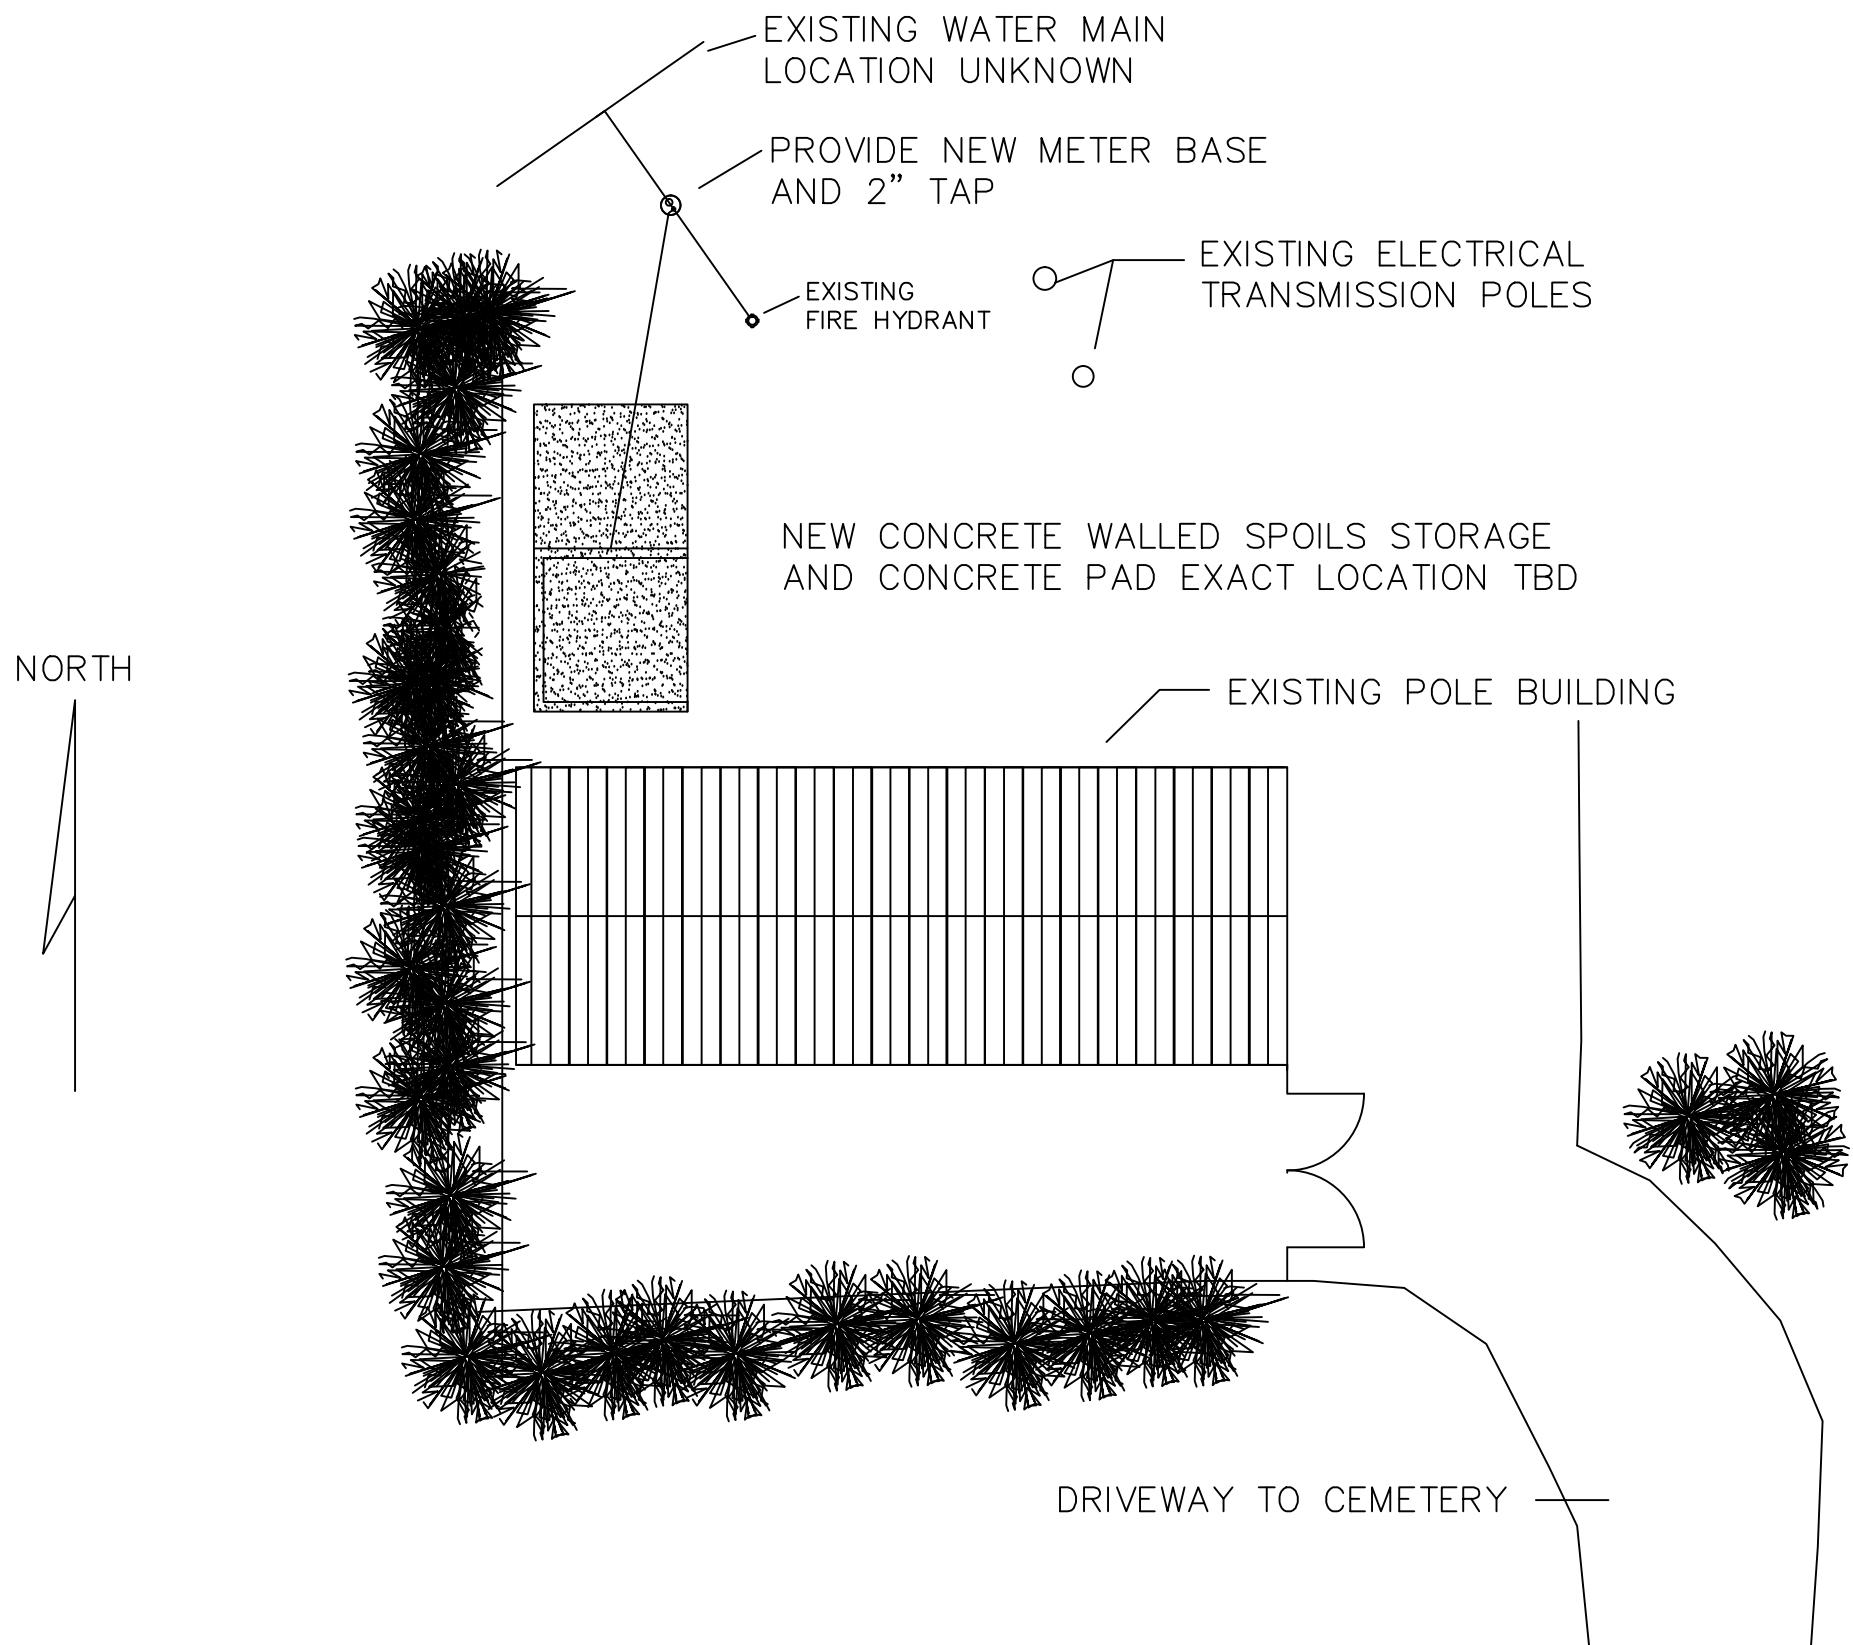 EXISTING WATER MAIN
LOCATION UNKNOWN
PROVIDE NEW METER BASE
AND 2” TAP
EXISTING ELECTRICAL
TRANSMISSION POLES
EXISTING
FIRE HYDRANT
NEW CONCRETE WALLED SPOILS STORAGE
AND CONCRETE PAD EXACT LOCATION TBD
NORTH
EXISTING POLE BUILDING
DRIVEWAY TO CEMETERY